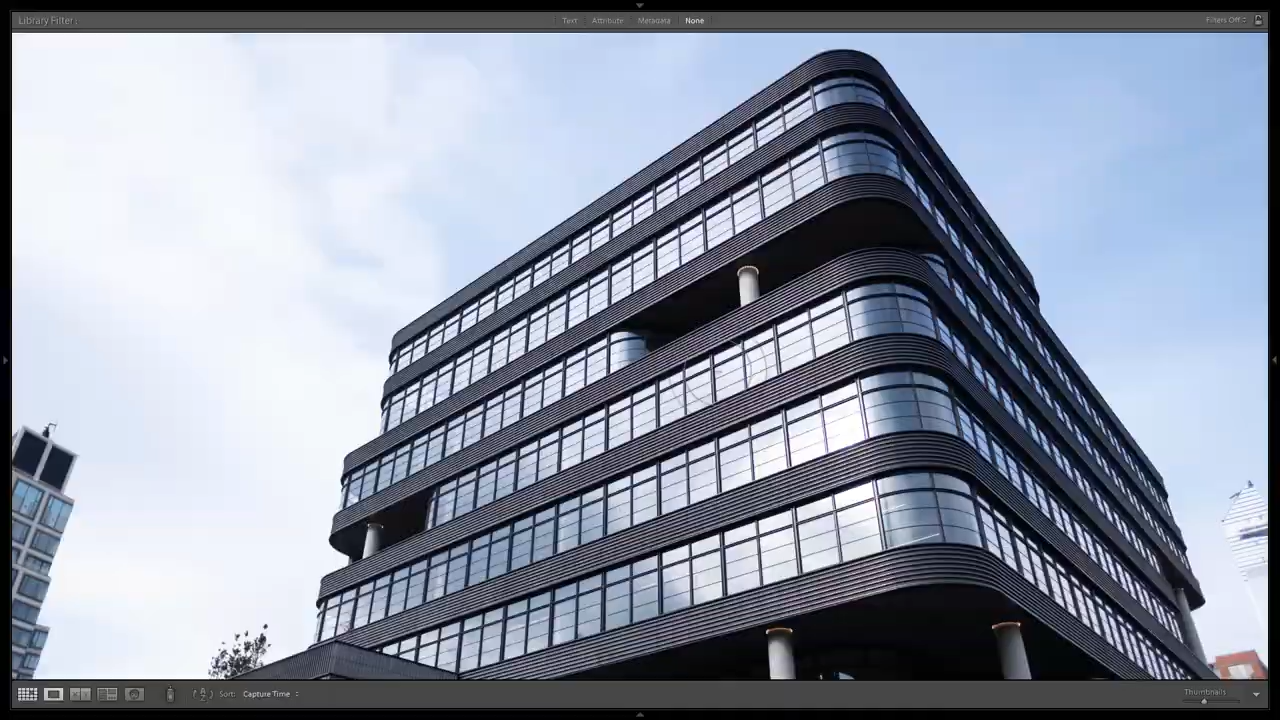 Library Filter:
Text Attribute Metadata None
Filters Off
Sort: Capture Time
Thumbnails